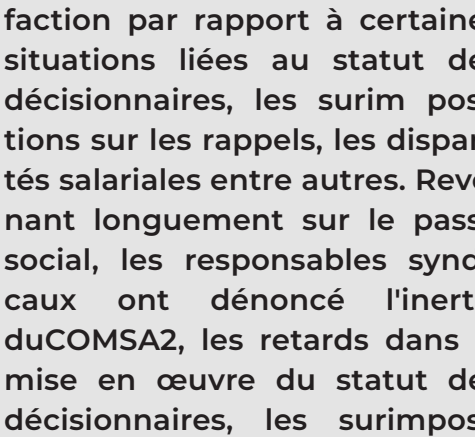 faction par rapport à certaine
situations liées au statut de
décisionnaires, les surim pos
tions sur les rappels, les dispar
tés salariales entre autres. Reve
nant longuement sur le pass
social, les responsables synd
caux ont dénoncé l'inert
duCOMSA2, les retards dans
mise en œuvre du statut de
décisionnaires, les surimpos